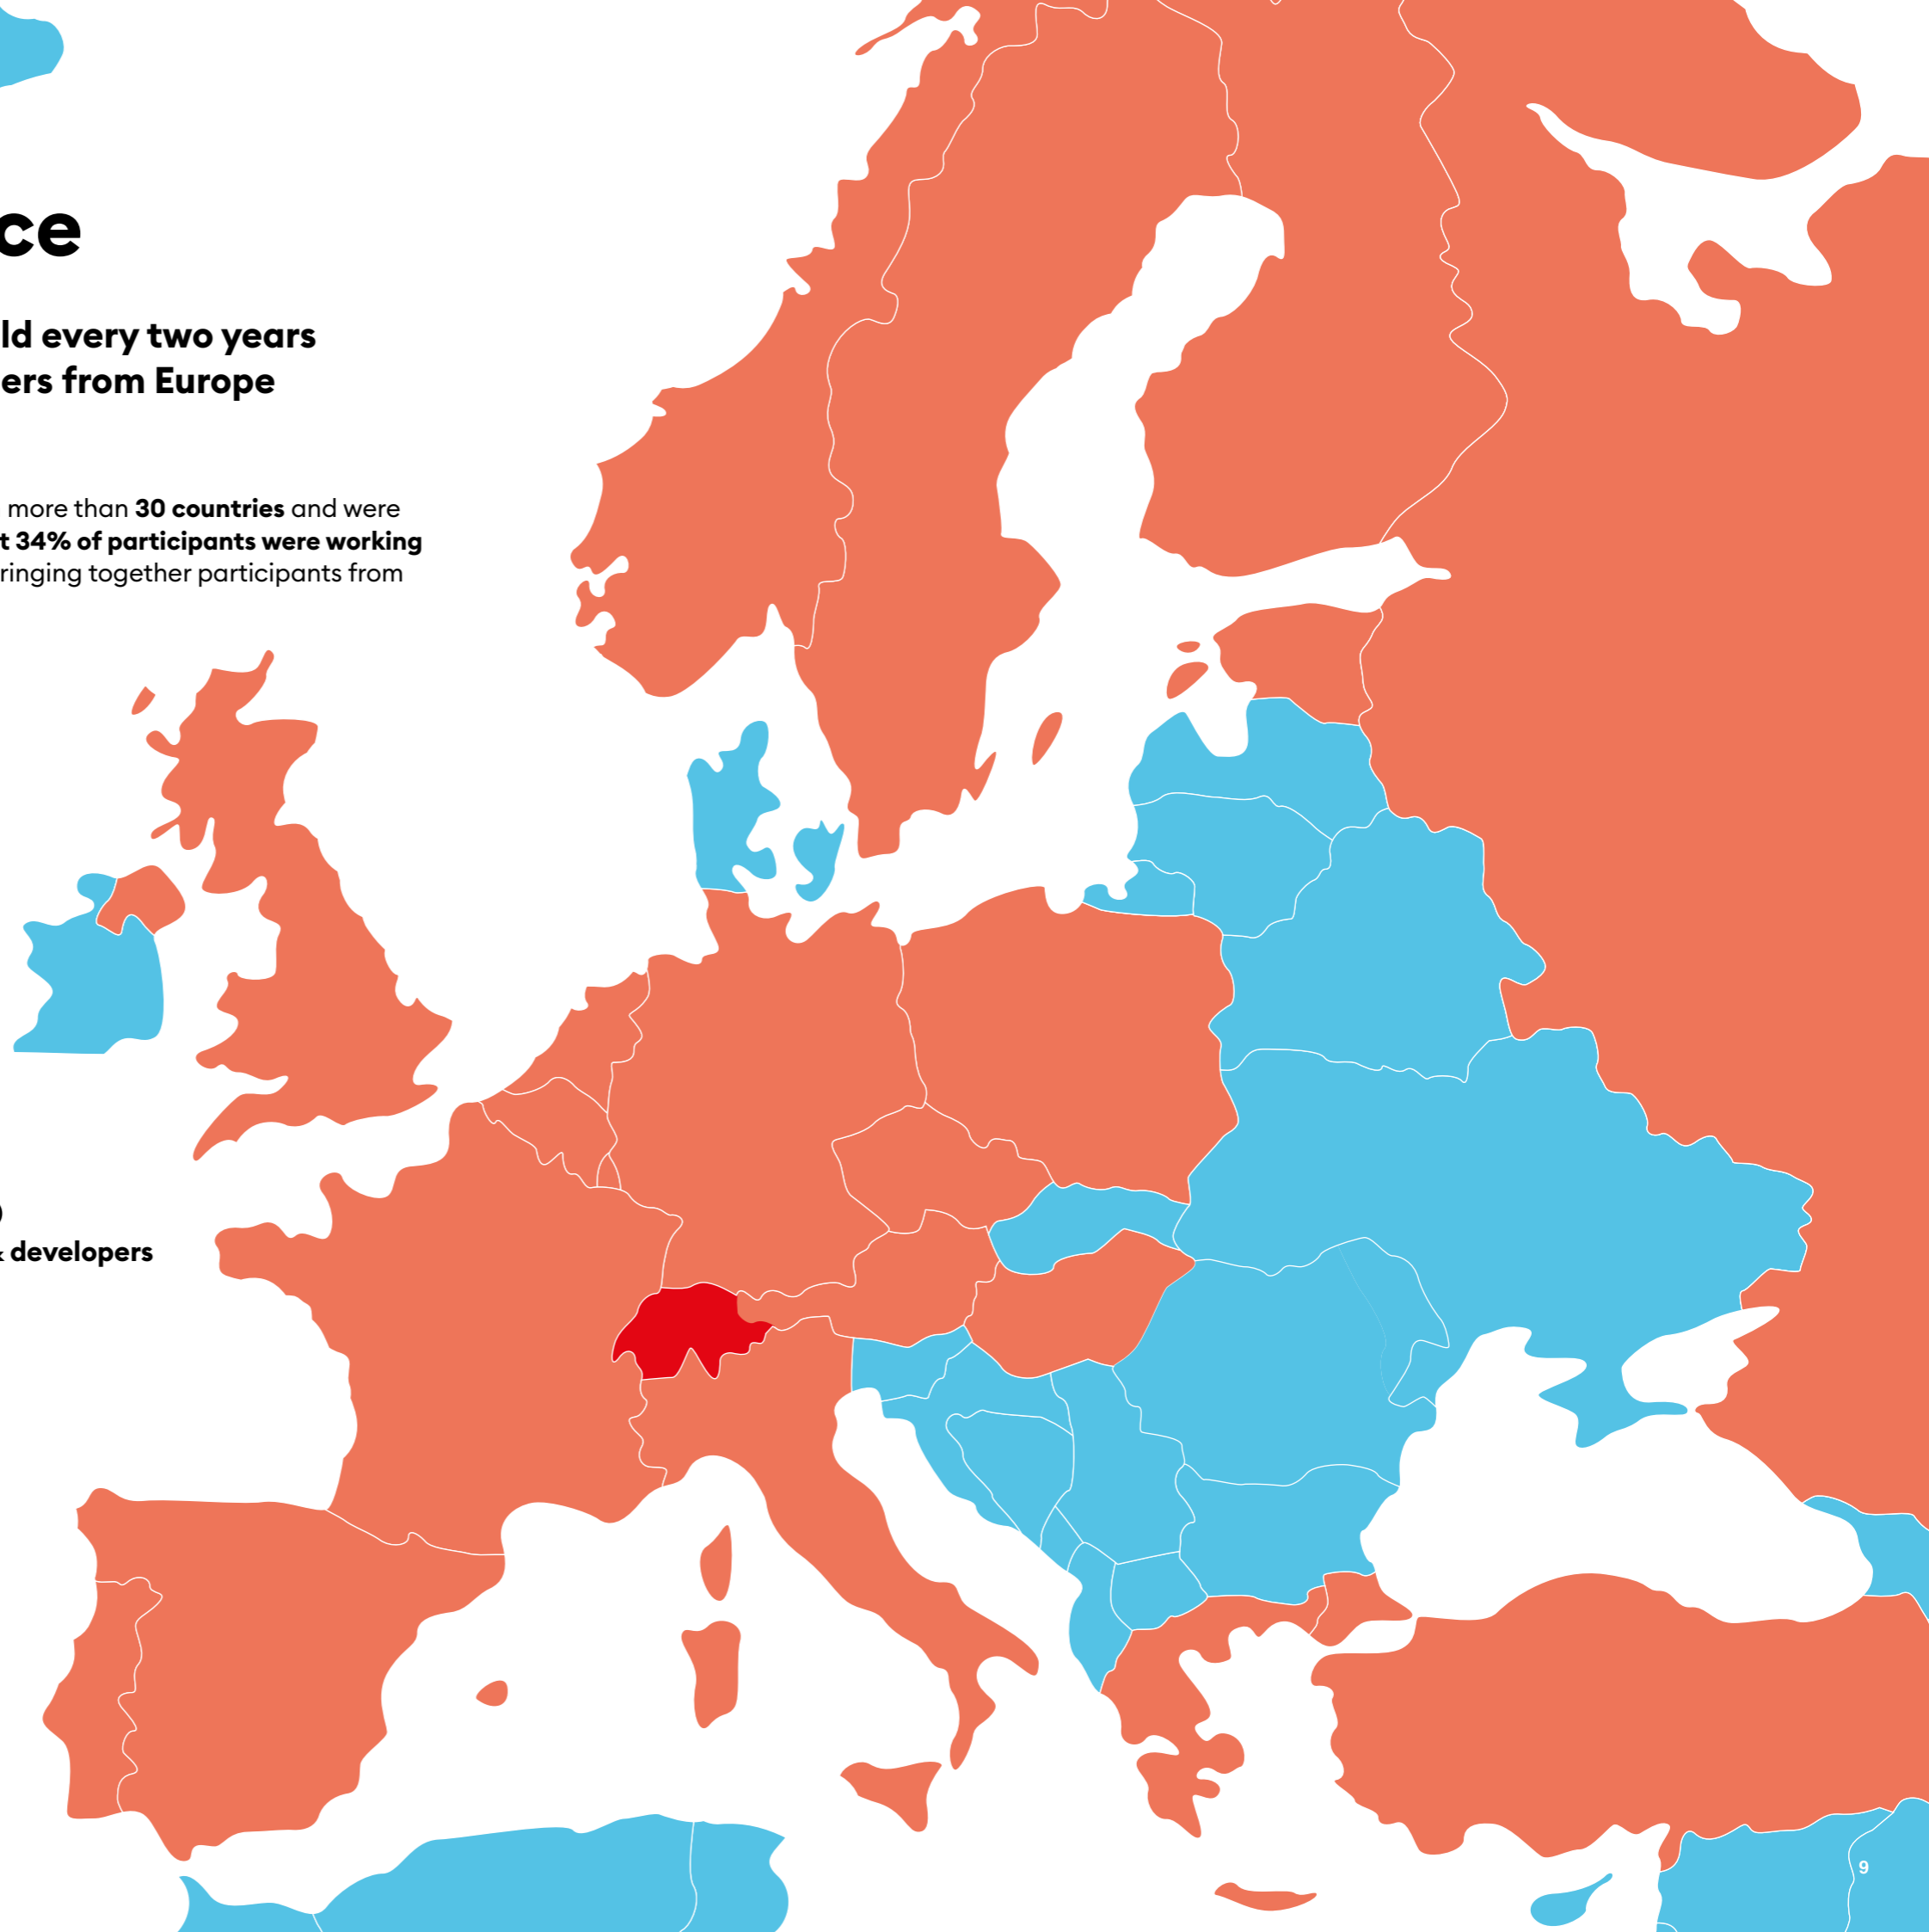 ce
ld every two years
ers from Europe
more than 30 countries and were
t 34% of participants were working
ringing together participants from
)
& developers
9